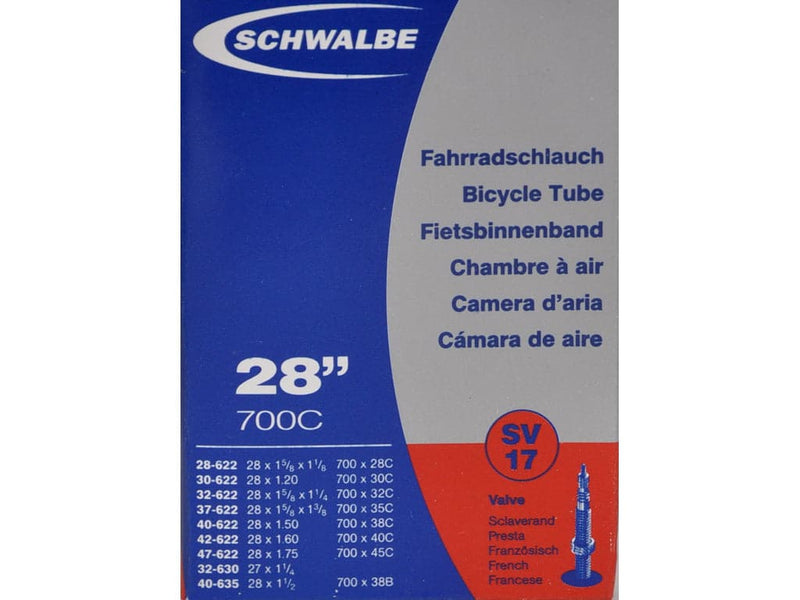 SCHWALBE
Fahrradschlauch
Bicycle Tube
Fietsbinnenband
Chambre à air
Camera d'aria
Cámara de aire
28”
700C
28-622 28 x 1⁵/₈ x 1¹/₈ 700 x 28C
30-622 28 x 1.20 700 x 30C
32-622 28 x 1⁵/₈ x 1¹/₄ 700 x 32C
37-622 28 x 1⁵/₈ x 1³/₈ 700 x 35C
40-622 28 x 1.50 700 x 38C
42-622 28 x 1.60 700 x 40C
47-622 28 x 1.75 700 x 45C
32-630 27 x 1¹/₄
40-635 28 x 1¹/₂ 700 x 38B
SV
17
Valve
Sclaverand
Presta
Französisch
French
Francese